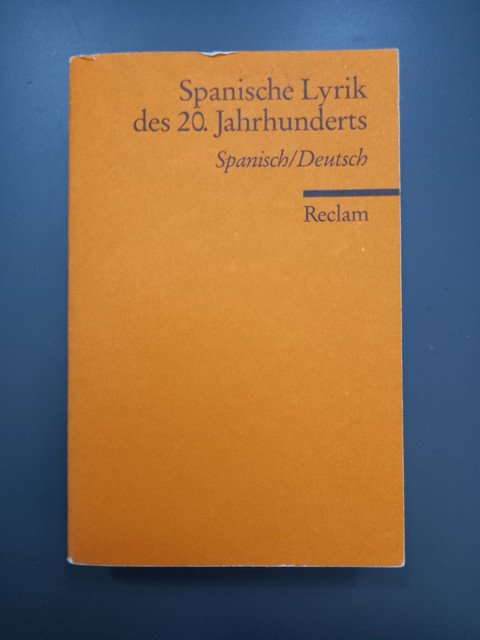 Spanische Lyrik
des 20. Jahrhunderts
Spanisch/Deutsch
Reclam